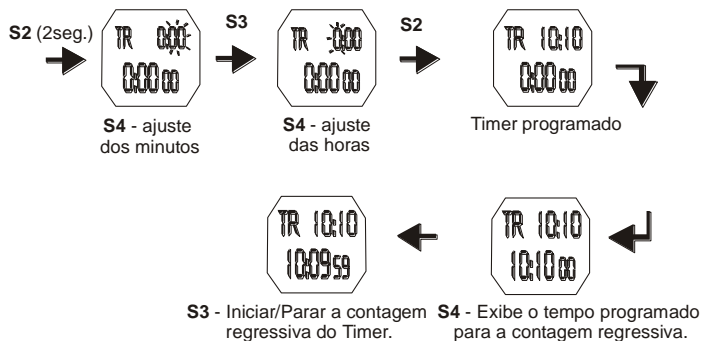 S2 (2seg.)
TR 0:00
0:00 00
S4 - ajuste
dos minutos
S3
TR 0:00
0:00 00
S4 - ajuste
das horas
S2
TR 10:10
0:00 00
Timer programado
TR 10:10
10:09 59
S3 - Iniciar/Parar a contagem
regressiva do Timer.
TR 10:10
10:10 00
S4 - Exibe o tempo programado
para a contagem regressiva.